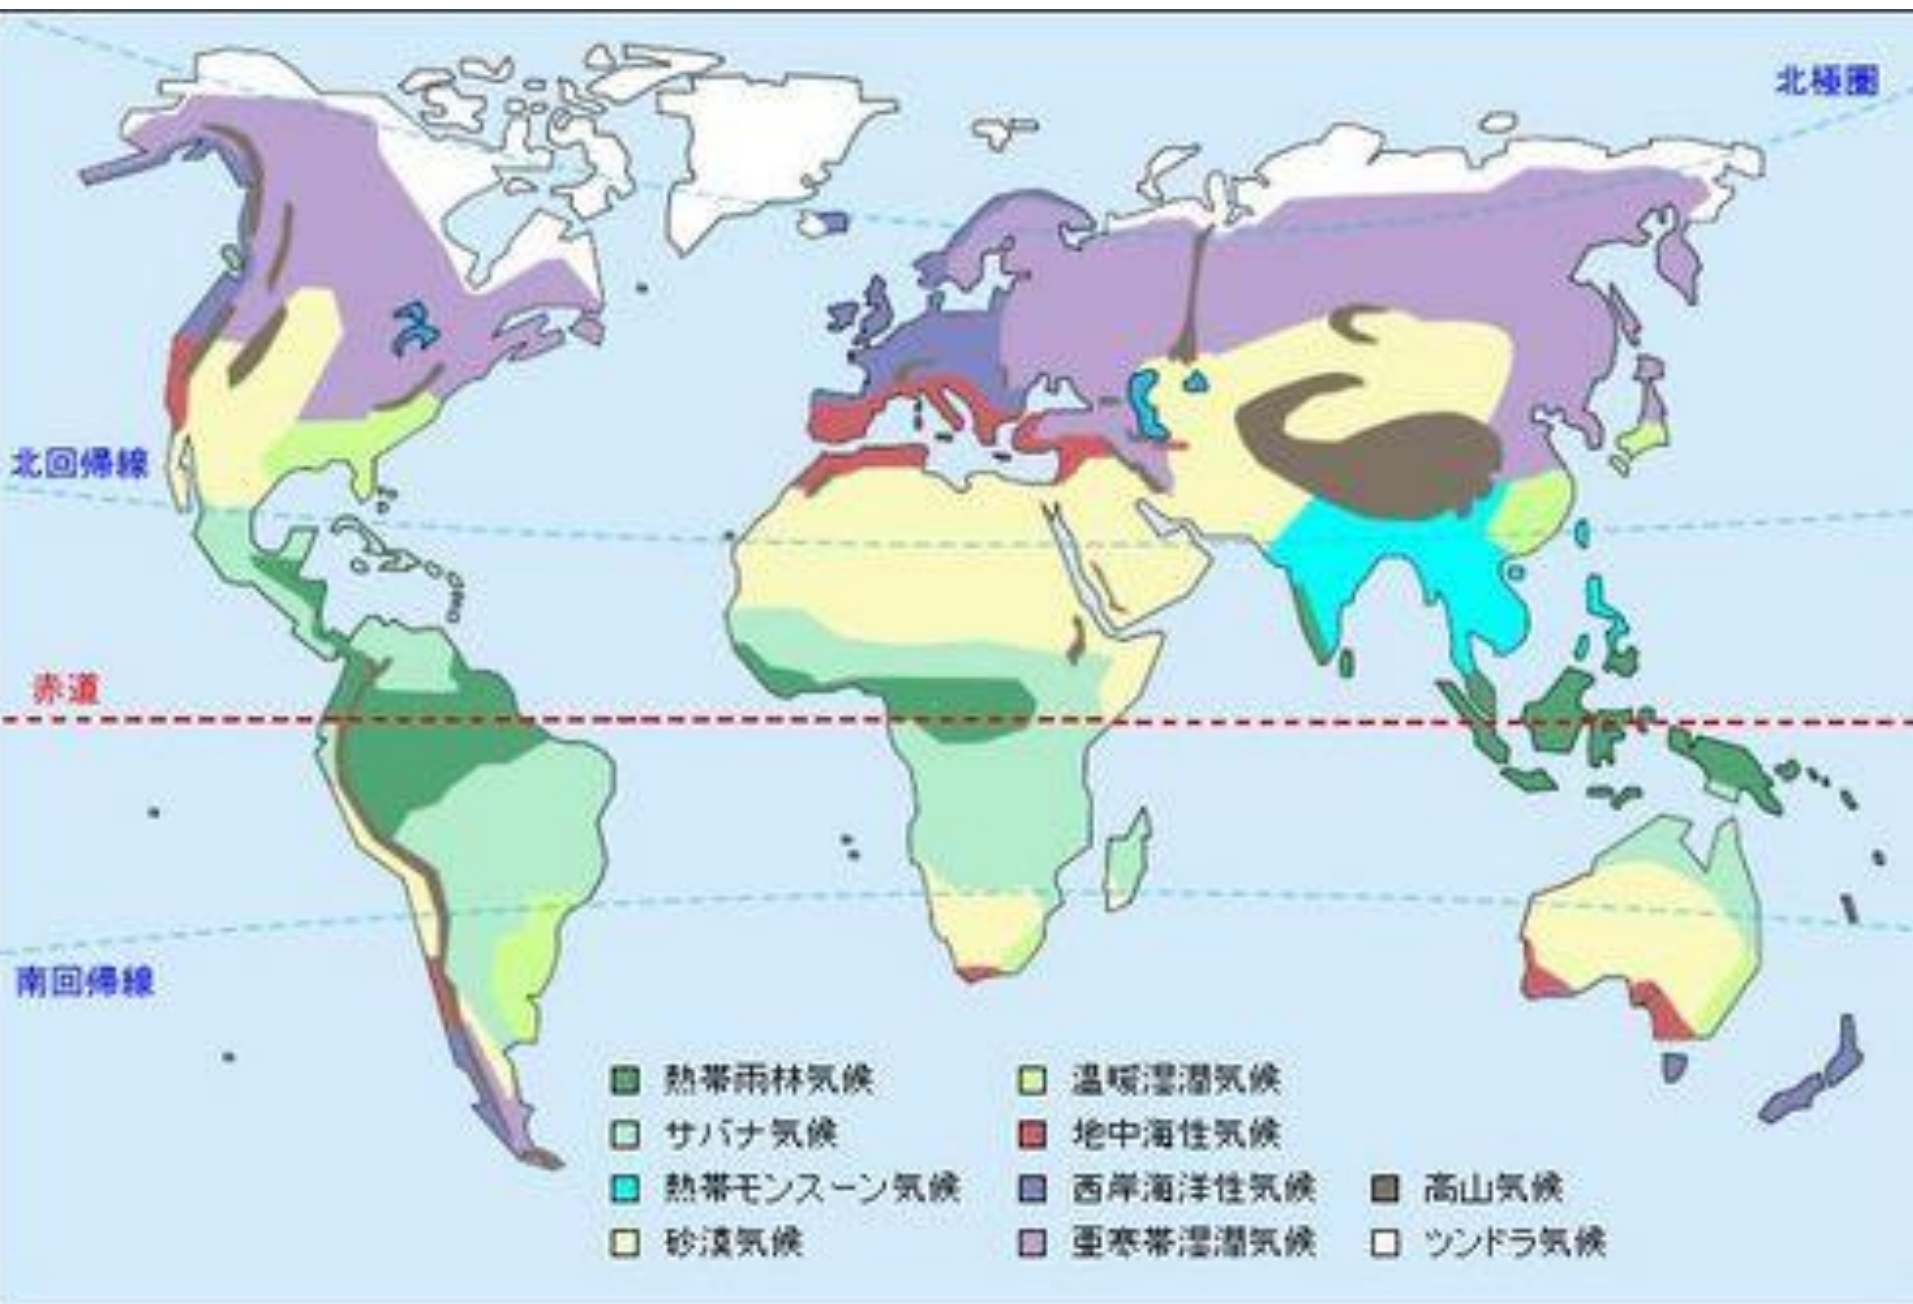 北極圏
北回帰線
赤道
南回帰線
熱帯雨林気候
サバナ気候
熱帯モンスーン気候
砂漠気候
温暖湿潤気候
地中海性気候
西岸海洋性気候
亜寒帯湿潤気候
高山気候
ツンドラ気候